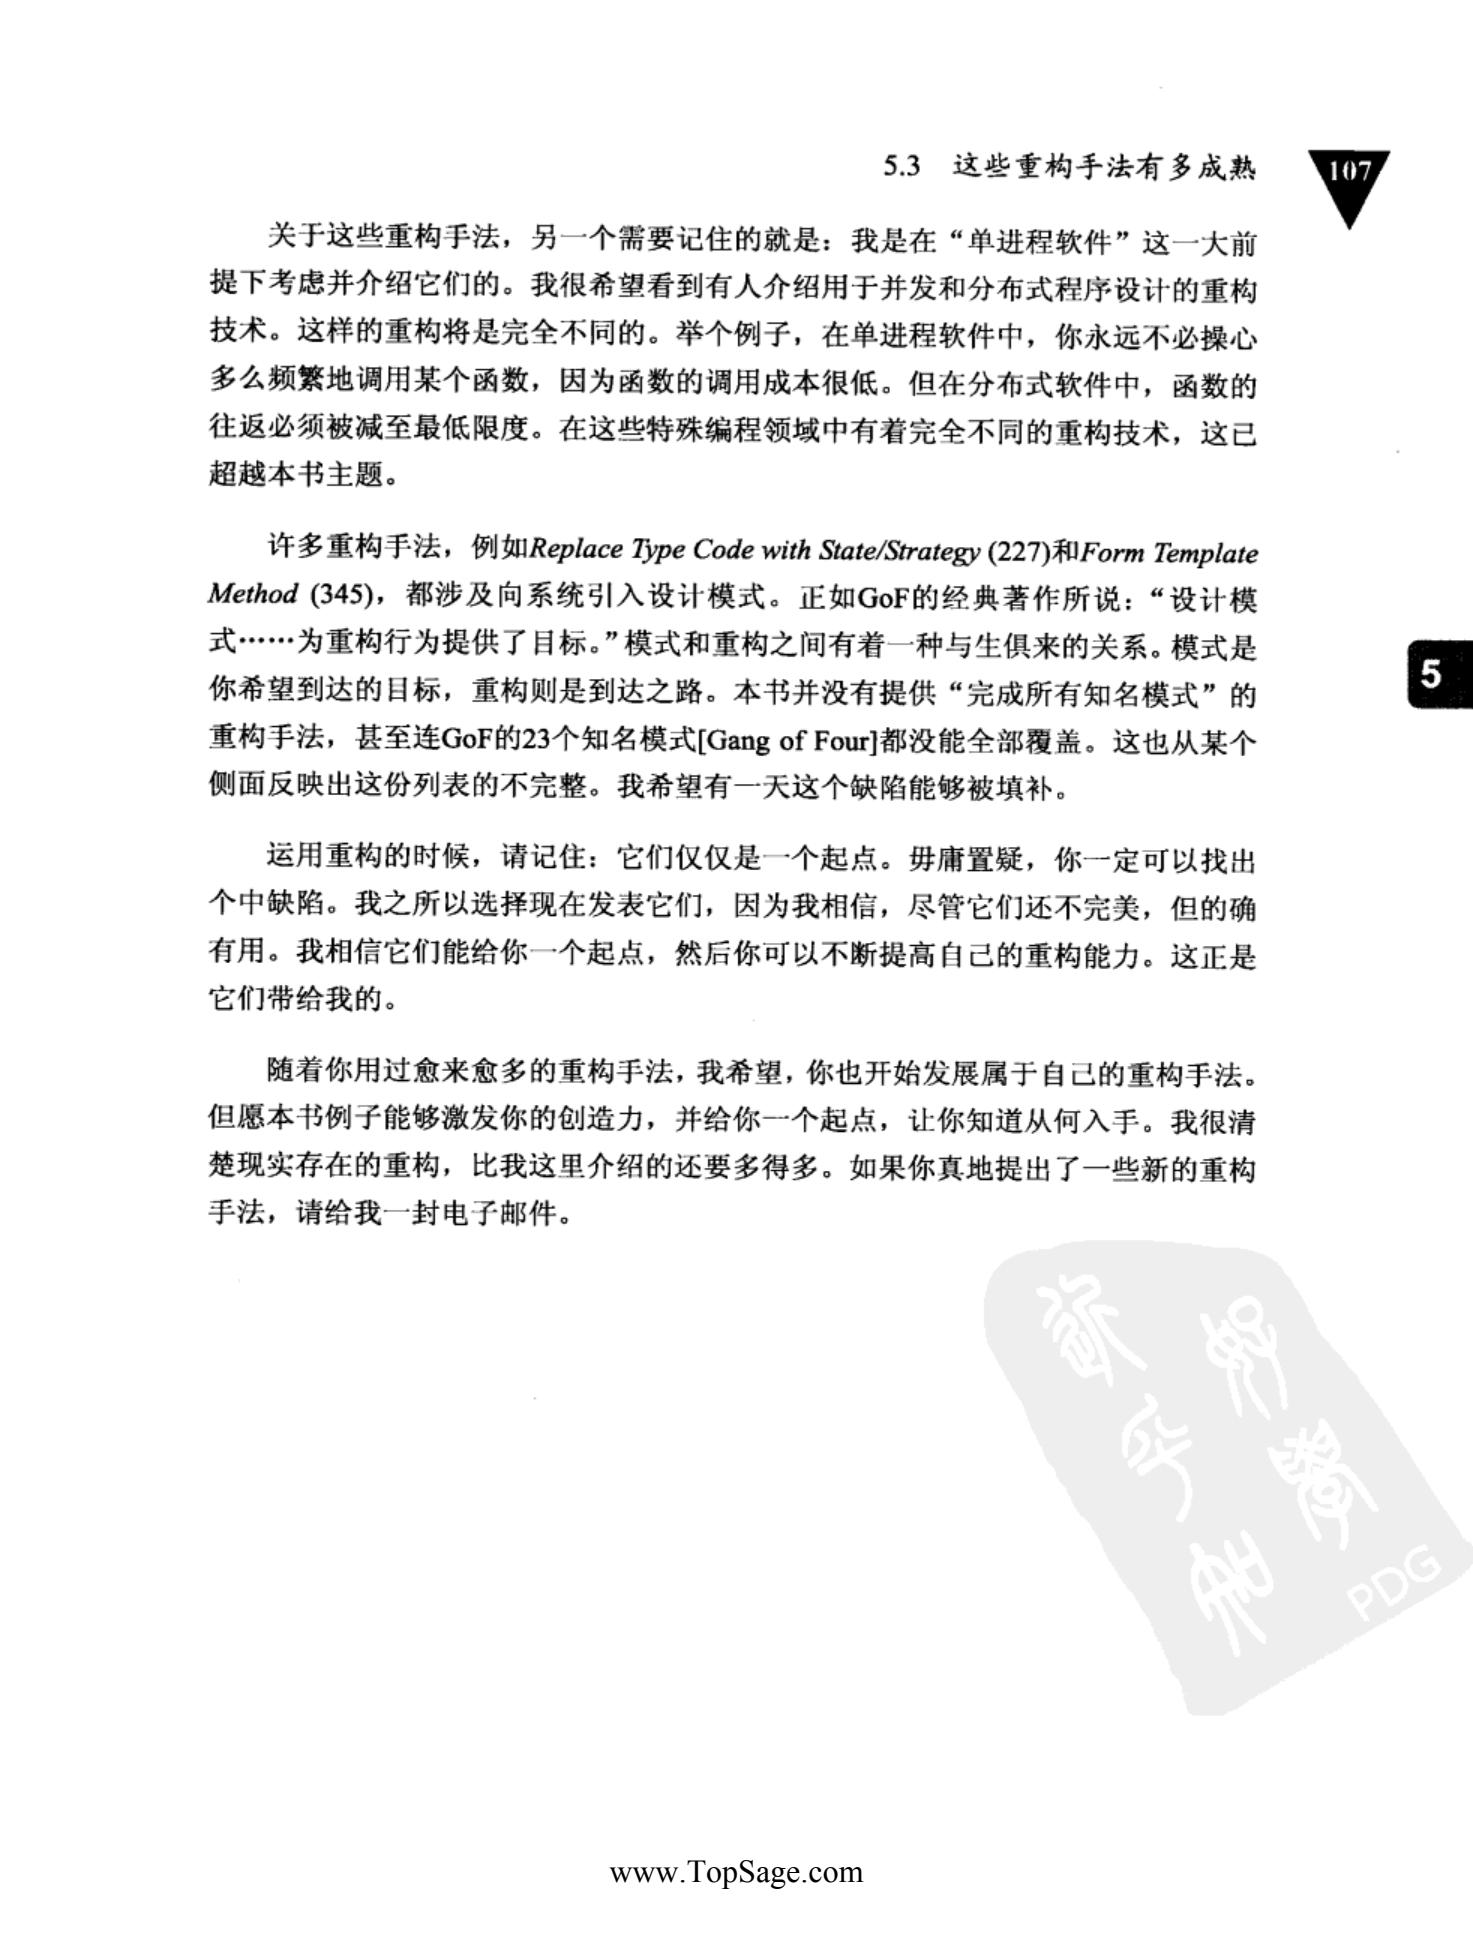 5.3 这些重构手法有多成熟
107
关于这些重构手法，另一个需要记住的就是：我是在“单进程软件”这一大前
提下考虑并介绍它们的。我很希望看到有人介绍用于并发和分布式程序设计的重构
技术。这样的重构将是完全不同的。举个例子，在单进程软件中，你永远不必操心
多么频繁地调用某个函数，因为函数的调用成本很低。但在分布式软件中，函数的
往返必须被减至最低限度。在这些特殊编程领域中有着完全不同的重构技术，这已
超越本书主题。
许多重构手法，例如Replace Type Code with State/Strategy (227)和Form Template
Method (345)，都涉及向系统引入设计模式。正如GoF的经典著作所说：“设计模
式……为重构行为提供了目标。”模式和重构之间有着一种与生俱来的关系。模式是
你希望到达的目标，重构则是到达之路。本书并没有提供“完成所有知名模式”的
重构手法，甚至连GoF的23个知名模式[Gang of Four]都没能全部覆盖。这也从某个
侧面反映出这份列表的不完整。我希望有一天这个缺陷能够被填补。
5
运用重构的时候，请记住：它们仅仅是一个起点。毋庸置疑，你一定可以找出
个中缺陷。我之所以选择现在发表它们，因为我相信，尽管它们还不完美，但的确
有用。我相信它们能给你一个起点，然后你可以不断提高自己的重构能力。这正是
它们带给我的。
随着你用过愈来愈多的重构手法，我希望，你也开始发展属于自己的重构手法。
但愿本书例子能够激发你的创造力，并给你一个起点，让你知道从何入手。我很清
楚现实存在的重构，比我这里介绍的还要多得多。如果你真地提出了一些新的重构
手法，请给我一封电子邮件。
PDG
www.TopSage.com